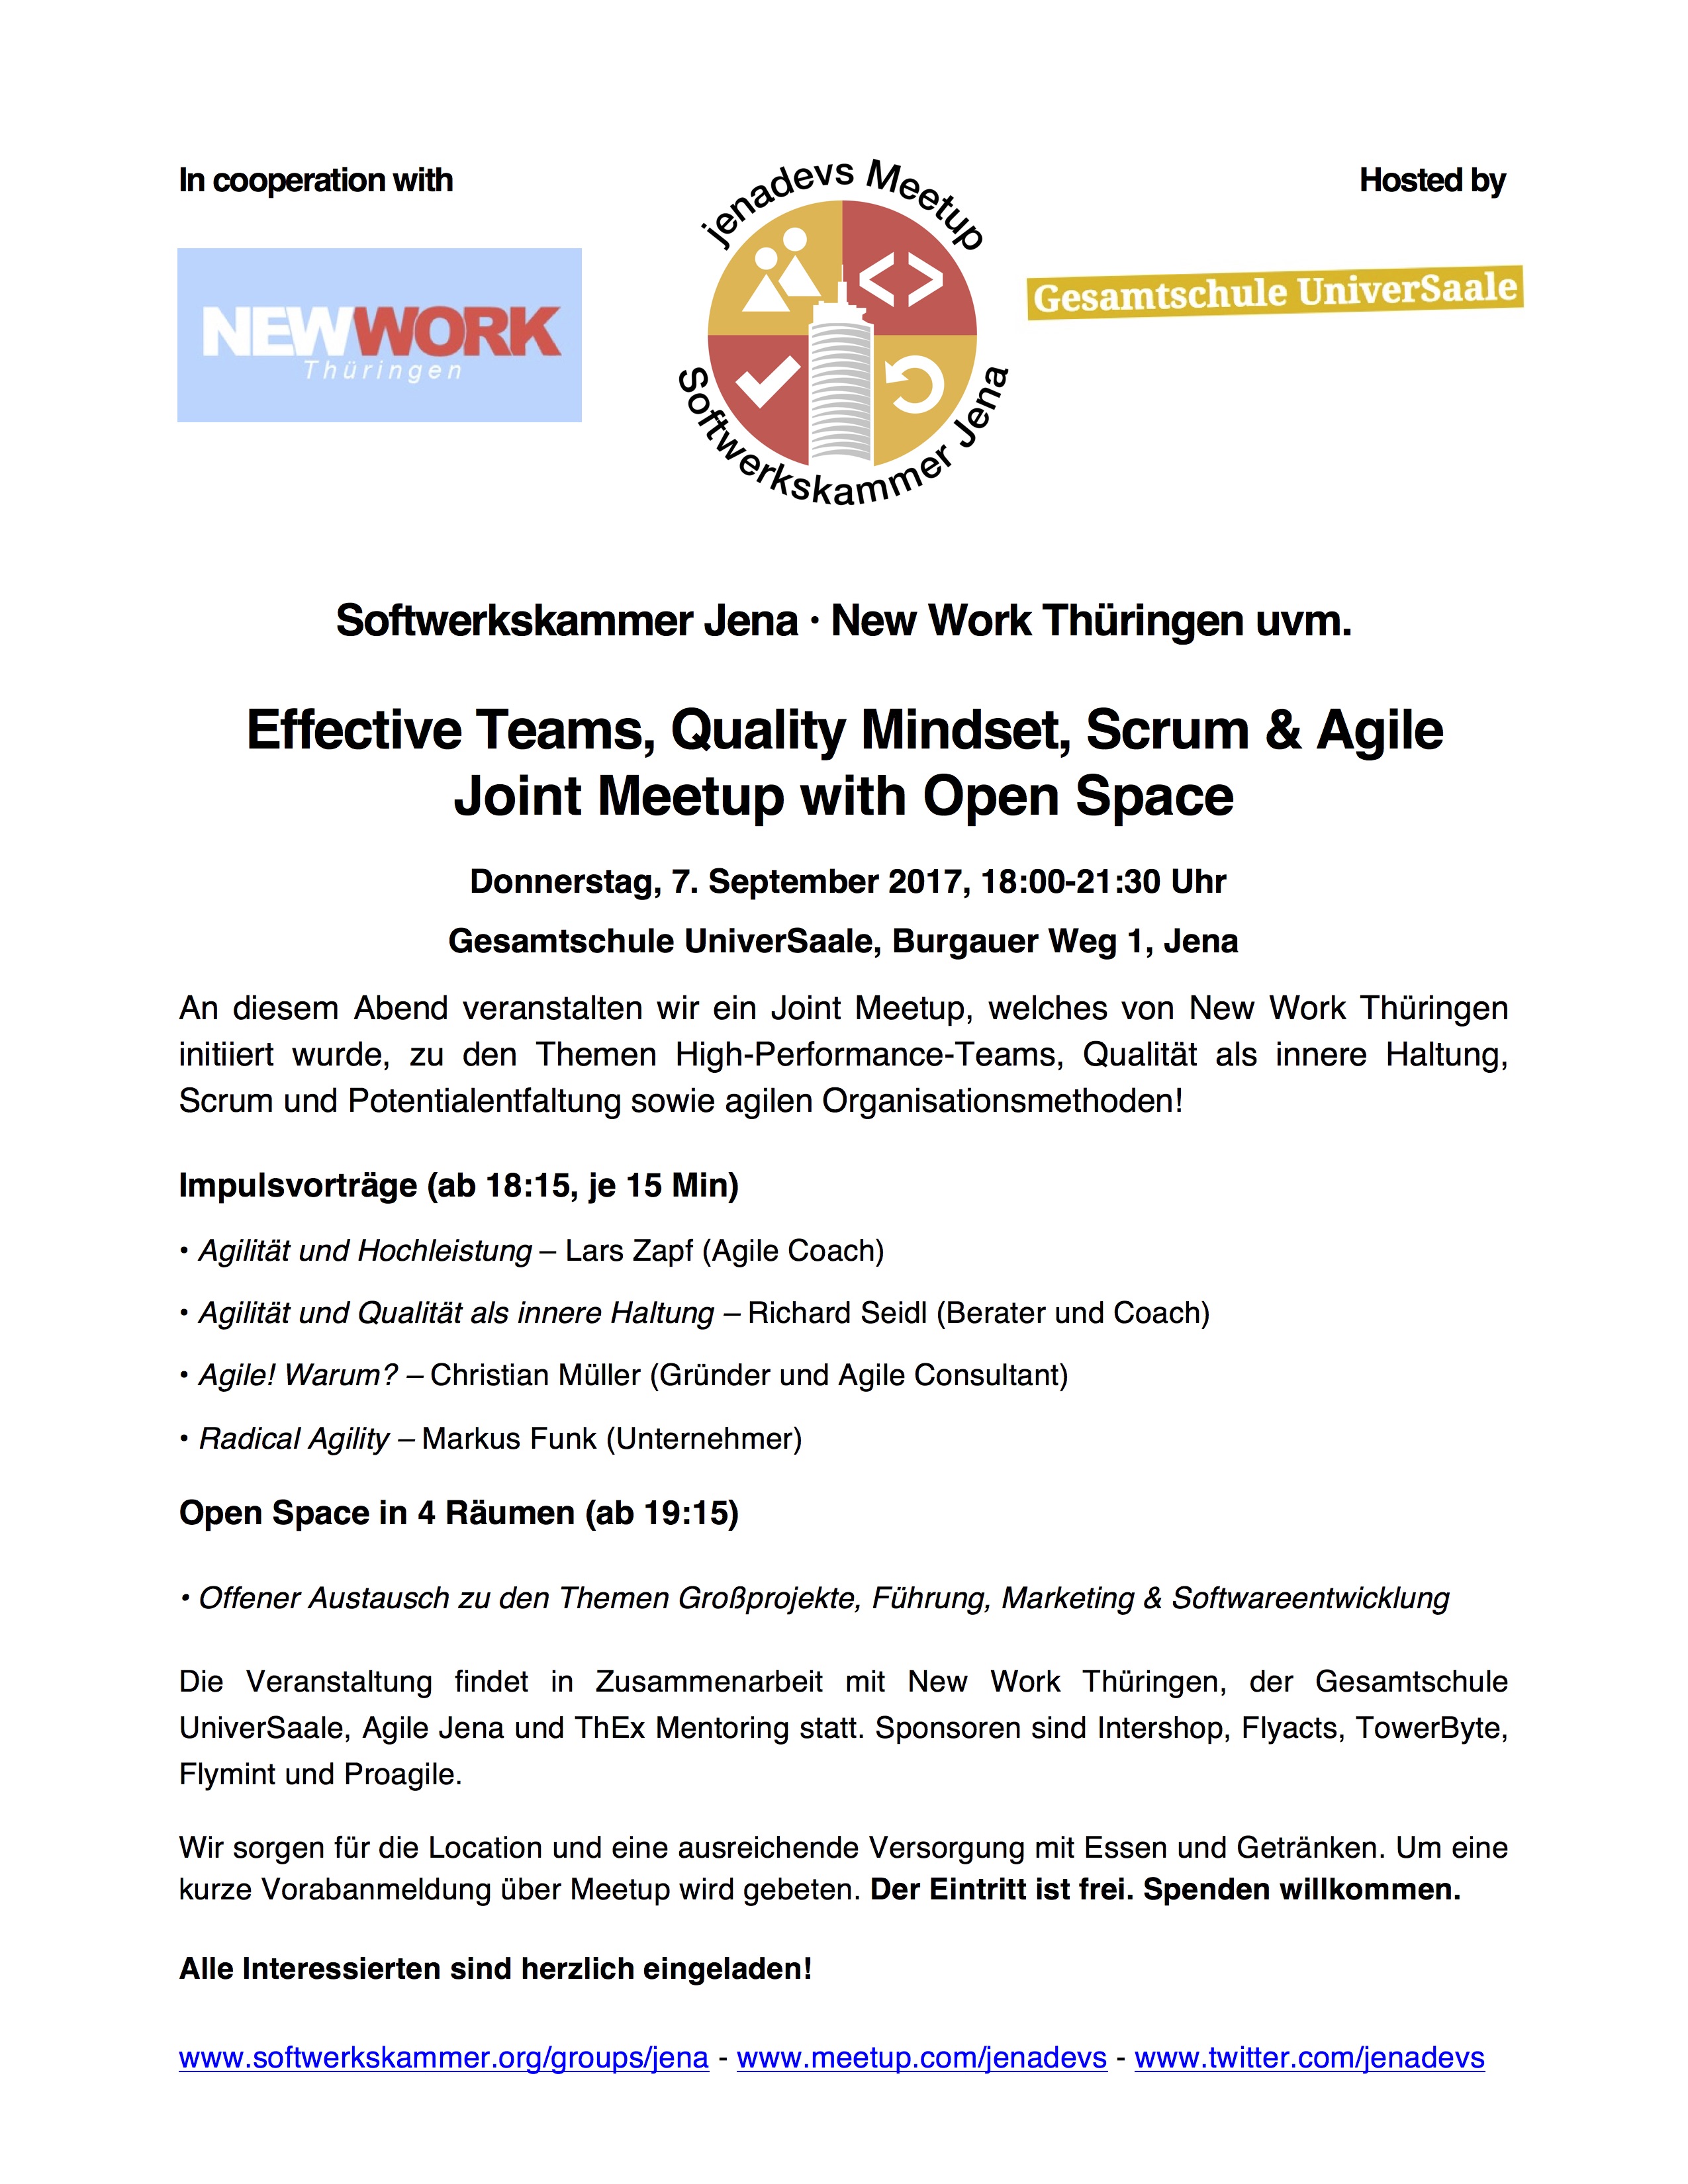 In cooperation with
Hosted by
jenadevs Meetup
NEWWORK
Thüringen
Gesamtschule UniverSaale
Softwerkskammer Jena
Softwerkskammer Jena · New Work Thüringen uvm.
Effective Teams, Quality Mindset, Scrum & Agile
Joint Meetup with Open Space
Donnerstag, 7. September 2017, 18:00-21:30 Uhr
Gesamtschule UniverSaale, Burgauer Weg 1, Jena
An diesem Abend veranstalten wir ein Joint Meetup, welches von New Work Thüringen
initiiert wurde, zu den Themen High-Performance-Teams, Qualität als innere Haltung,
Scrum und Potentialentfaltung sowie agilen Organisationsmethoden!
Impulsvorträge (ab 18:15, je 15 Min)
• Agilität und Hochleistung – Lars Zapf (Agile Coach)
• Agilität und Qualität als innere Haltung – Richard Seidl (Berater und Coach)
• Agile! Warum? – Christian Müller (Gründer und Agile Consultant)
• Radical Agility – Markus Funk (Unternehmer)
Open Space in 4 Räumen (ab 19:15)
• Offener Austausch zu den Themen Großprojekte, Führung, Marketing & Softwareentwicklung
Die Veranstaltung findet in Zusammenarbeit mit New Work Thüringen, der Gesamtschule
UniverSaale, Agile Jena und ThEx Mentoring statt. Sponsoren sind Intershop, Flyacts, TowerByte,
Flymint und Proagile.
Wir sorgen für die Location und eine ausreichende Versorgung mit Essen und Getränken. Um eine
kurze Vorabanmeldung über Meetup wird gebeten. Der Eintritt ist frei. Spenden willkommen.
Alle Interessierten sind herzlich eingeladen!
www.softwerkskammer.org/groups/jena - www.meetup.com/jenadevs - www.twitter.com/jenadevs